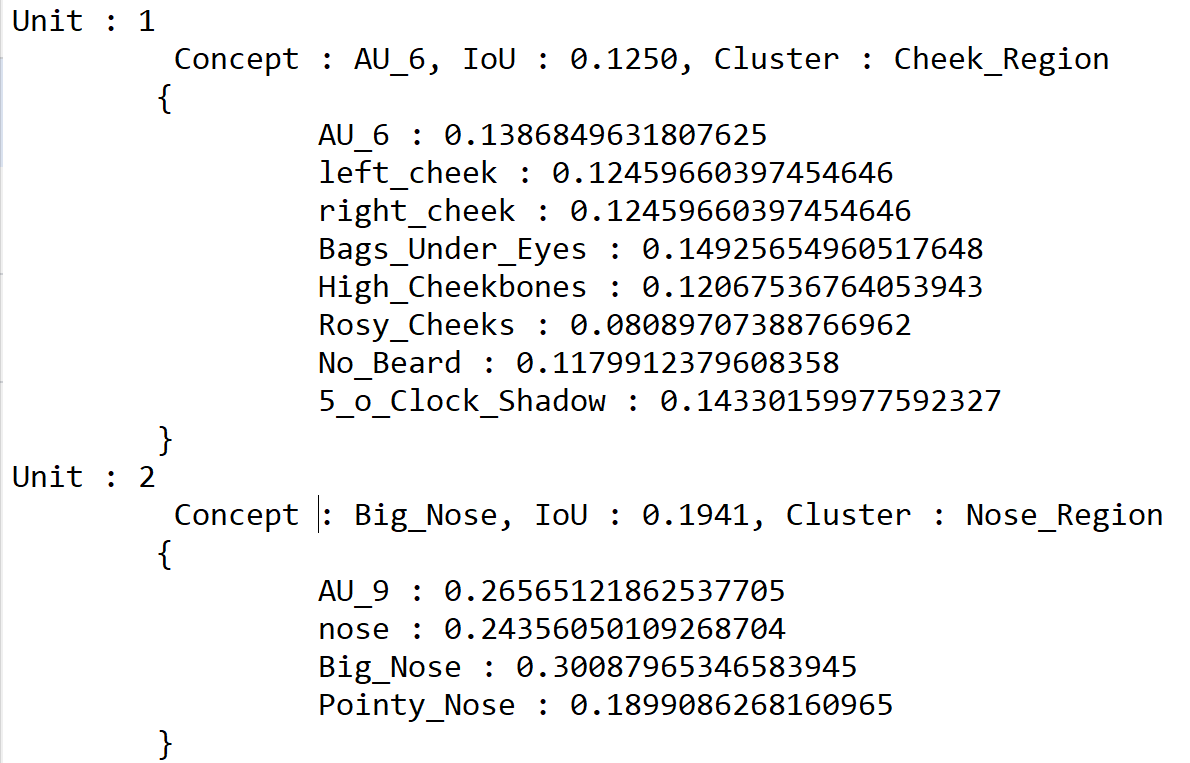 Unit : 1
Concept : AU_6, IoU : 0.1250, Cluster : Cheek_Region
{
AU_6 : 0.1386849631807625
left_cheek : 0.12459660397454646
right_cheek : 0.12459660397454646
Bags_Under_Eyes : 0.14925654960517648
High_Cheekbones : 0.12067536764053943
Rosy_Cheeks : 0.08089707388766962
No_Beard : 0.1179912379608358
5_o_Clock_Shadow : 0.14330159977592327
}
Unit : 2
Concept : Big_Nose, IoU : 0.1941, Cluster : Nose_Region
{
AU_9 : 0.26565121862537705
nose : 0.24356050109268704
Big_Nose : 0.30087965346583945
Pointy_Nose : 0.1899086268160965
}